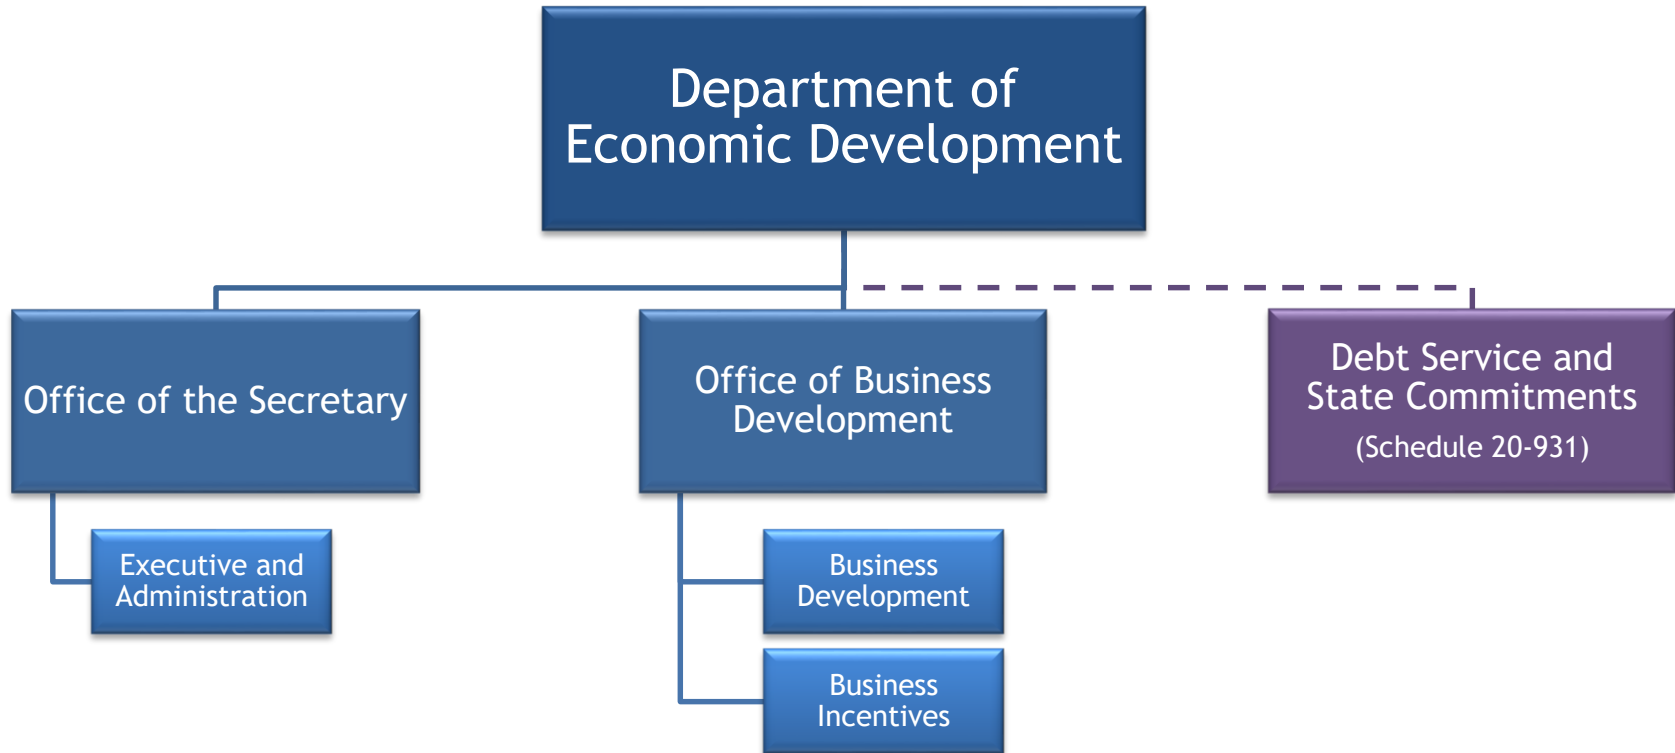 Department of
Economic Development
Office of the Secretary
Office of Business
Development
Debt Service and
State Commitments
(Schedule 20-931)
Executive and
Administration
Business
Development
Business
Incentives